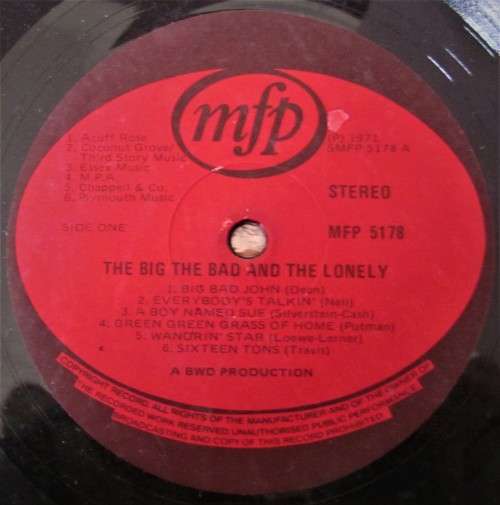 mfp
1. Acuff Rose
2. Coconut Grove/
Third Story Music
3. Essex Music
4. M.P.A.
5. Chappell & Co.
6. Plymouth Music
(P) 1971
SMFP 5178 A
STEREO
SIDE ONE
MFP 5178
THE BIG THE BAD AND THE LONELY
1. BIG BAD JOHN (Dean)
2. EVERYBODY'S TALKIN' (Neil)
3. A BOY NAMED SUE (Silverstein-Cash)
4. GREEN GREEN GRASS OF HOME (Putman)
5. WAND'RIN' STAR (Loewe-Lerner)
6. SIXTEEN TONS (Travis)
A BWD PRODUCTION
COPYRIGHT RECORD. ALL RIGHTS OF THE MANUFACTURER AND OF THE OWNER OF
THE RECORDED WORK RESERVED. UNAUTHORISED PUBLIC PERFORMANCE,
BROADCASTING AND COPY OF THIS RECORD PROHIBITED